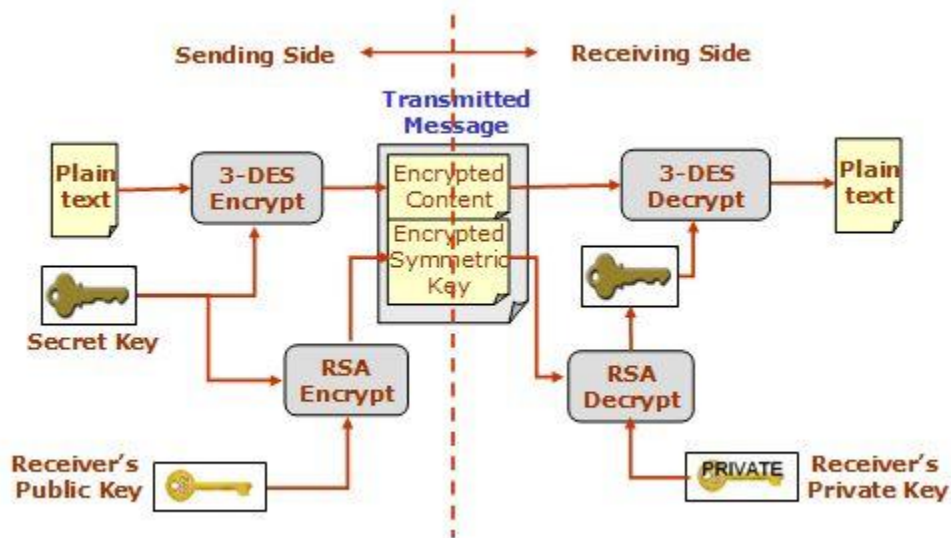 Sending Side
Receiving Side
Transmitted
Message
Plain
text
3-DES
Encrypt
Encrypted
Content
3-DES
Decrypt
Plain
text
Encrypted
Symmetric
Key
Secret Key
RSA
Encrypt
RSA
Decrypt
Receiver's
Public Key
PRIVATE
Receiver's
Private Key